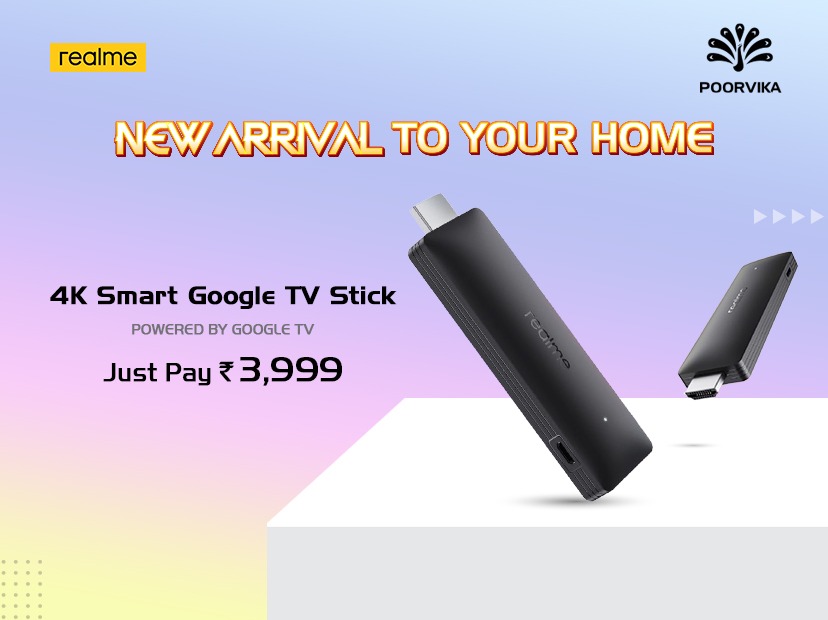 realme
POORVIKA
NEW ARRIVAL TO YOUR HOME
4K Smart Google TV Stick
POWERED BY GOOGLE TV
Just Pay ₹ 3,999
realme
realme